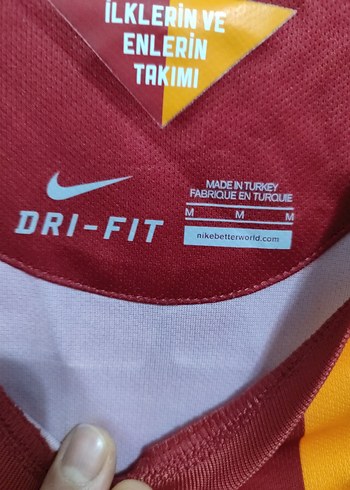 İLKLERİN VE
ENLERİN
TAKIMI
MADE IN TURKEY
FABRIQUE EN TURQUIE
M M M
DRI-FIT
nikebetterworld.com